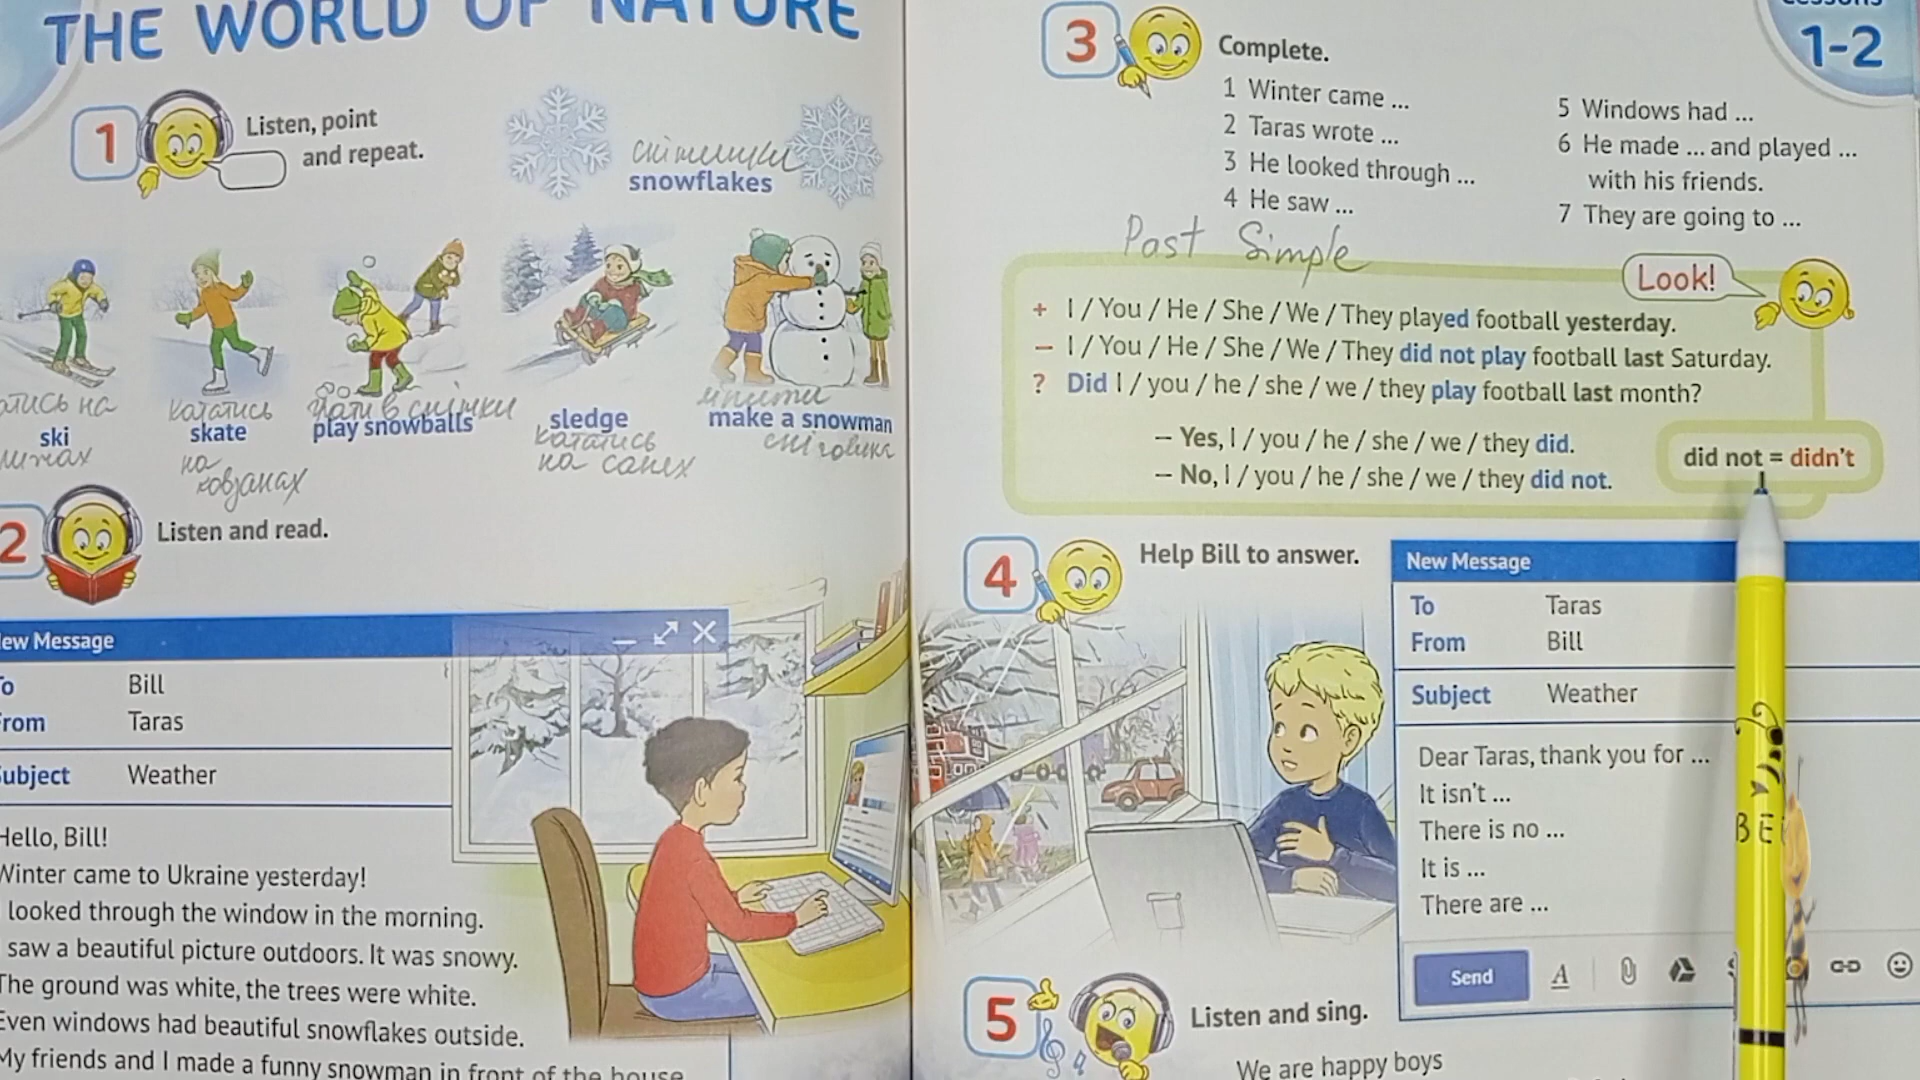 THE WORLD OF NATURE
1
Listen, point
and repeat.
сніжинки
snowflakes
на
ski
лижах
кататись
skate
на
ковзанах
грати в сніжки
play snowballs
sledge
кататись
на санех
ліпити
make a snowman
сніговика
2
Listen and read.
New Message
To Bill
From Taras
Subject Weather
Hello, Bill!
Winter came to Ukraine yesterday!
looked through the window in the morning.
saw a beautiful picture outdoors. It was snowy.
The ground was white, the trees were white.
Even windows had beautiful snowflakes outside.
My friends and I made a funny snowman in front of the house
Lessons
1-2
3
Complete.
1 Winter came ...
2 Taras wrote ...
3 He looked through ...
4 He saw ...
5 Windows had ...
6 He made ... and played ...
with his friends.
7 They are going to ...
Past Simple
Look!
+ I / You / He / She / We / They played football yesterday.
− I / You / He / She / We / They did not play football last Saturday.
? Did I / you / he / she / we / they play football last month?
– Yes, I / you / he / she / we / they did.
– No, I / you / he / she / we / they did not.
did not = didn't
4
Help Bill to answer.
New Message
To Taras
From Bill
Subject Weather
Dear Taras, thank you for ...
It isn't ...
There is no ...
It is ...
There are ...
Send
A
BEE
5
Listen and sing.
We are happy boys